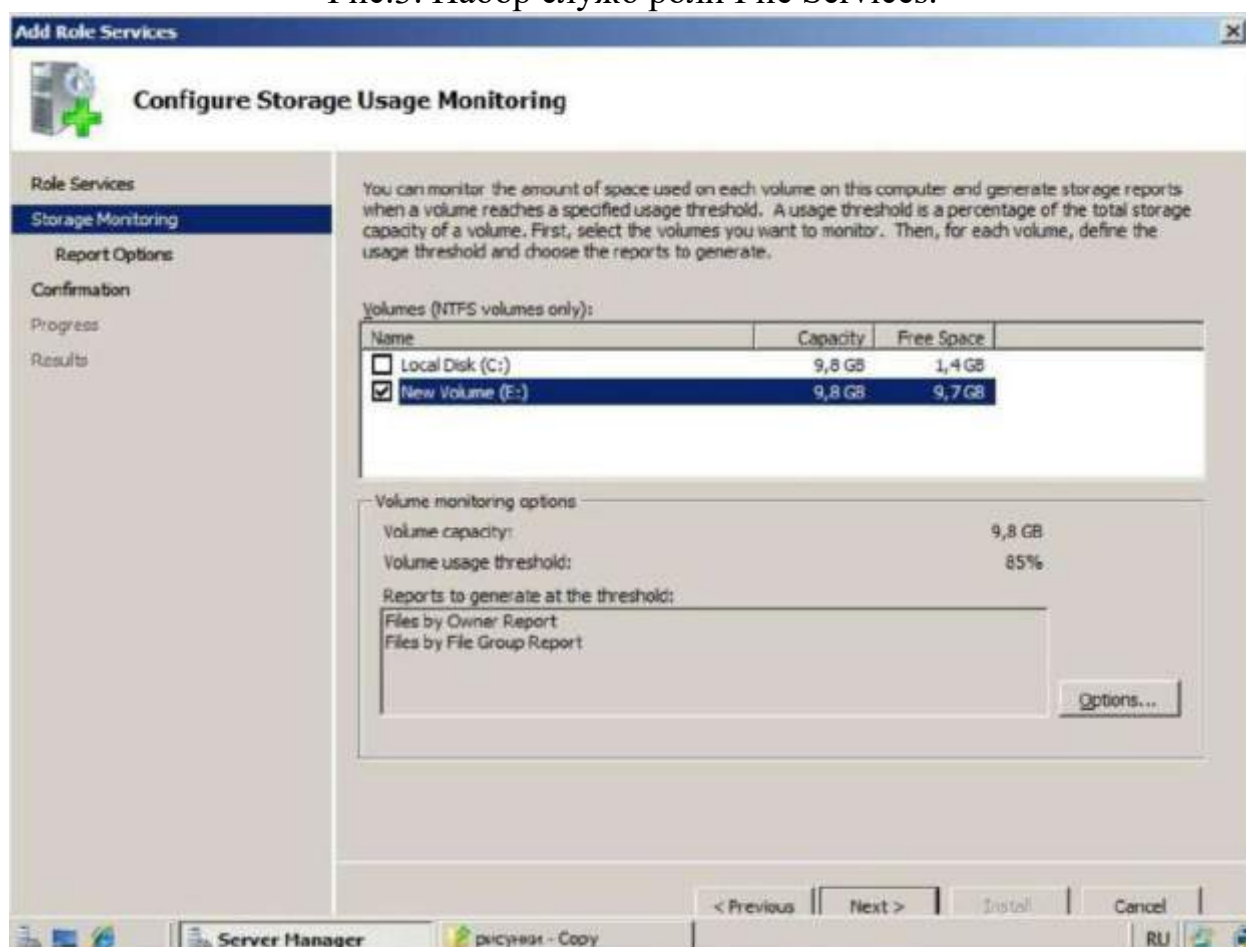 Рис.3. Набор служб роли File Services.
Add Role Services
Configure Storage Usage Monitoring
Role Services
Storage Monitoring
Report Options
Confirmation
Progress
Results
You can monitor the amount of space used on each volume on this computer and generate storage reports
when a volume reaches a specified usage threshold. A usage threshold is a percentage of the total storage
capacity of a volume. First, select the volumes you want to monitor. Then, for each volume, define the
usage threshold and choose the reports to generate.
Volumes (NTFS volumes only):
Name Capacity Free Space
Local Disk (C:) 9,8 GB 1,4 GB
New Volume (E:) 9,8 GB 9,7 GB
Volume monitoring options
Volume capacity: 9,8 GB
Volume usage threshold: 85%
Reports to generate at the threshold:
Files by Owner Report
Files by File Group Report
Options...
< Previous Next > Install Cancel
Server Manager рисунки - Copy RU